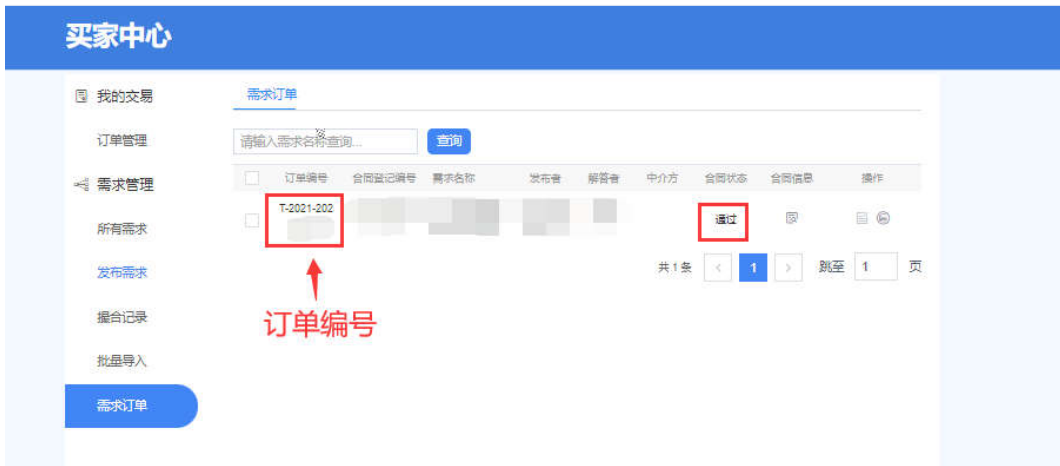 买家中心
我的交易
订单管理
需求管理
所有需求
发布需求
撮合记录
批量导入
需求订单
需求订单
请输入需求名称查询... 查询
订单编号 合同登记编号 需求名称 发布者 解答者 中介方 合同状态 合同信息 操作
T-2021-202 通过
共1条 < 1 > 跳至 1 页
订单编号